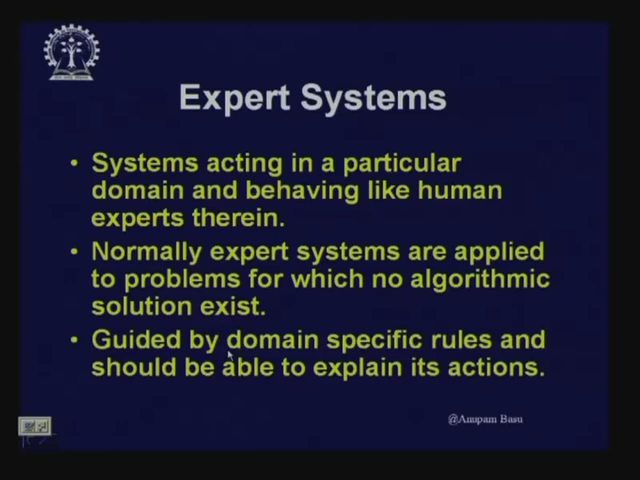 Expert Systems
• Systems acting in a particular
domain and behaving like human
experts therein.
• Normally expert systems are applied
to problems for which no algorithmic
solution exist.
• Guided by domain specific rules and
should be able to explain its actions.
@Anupam Basu